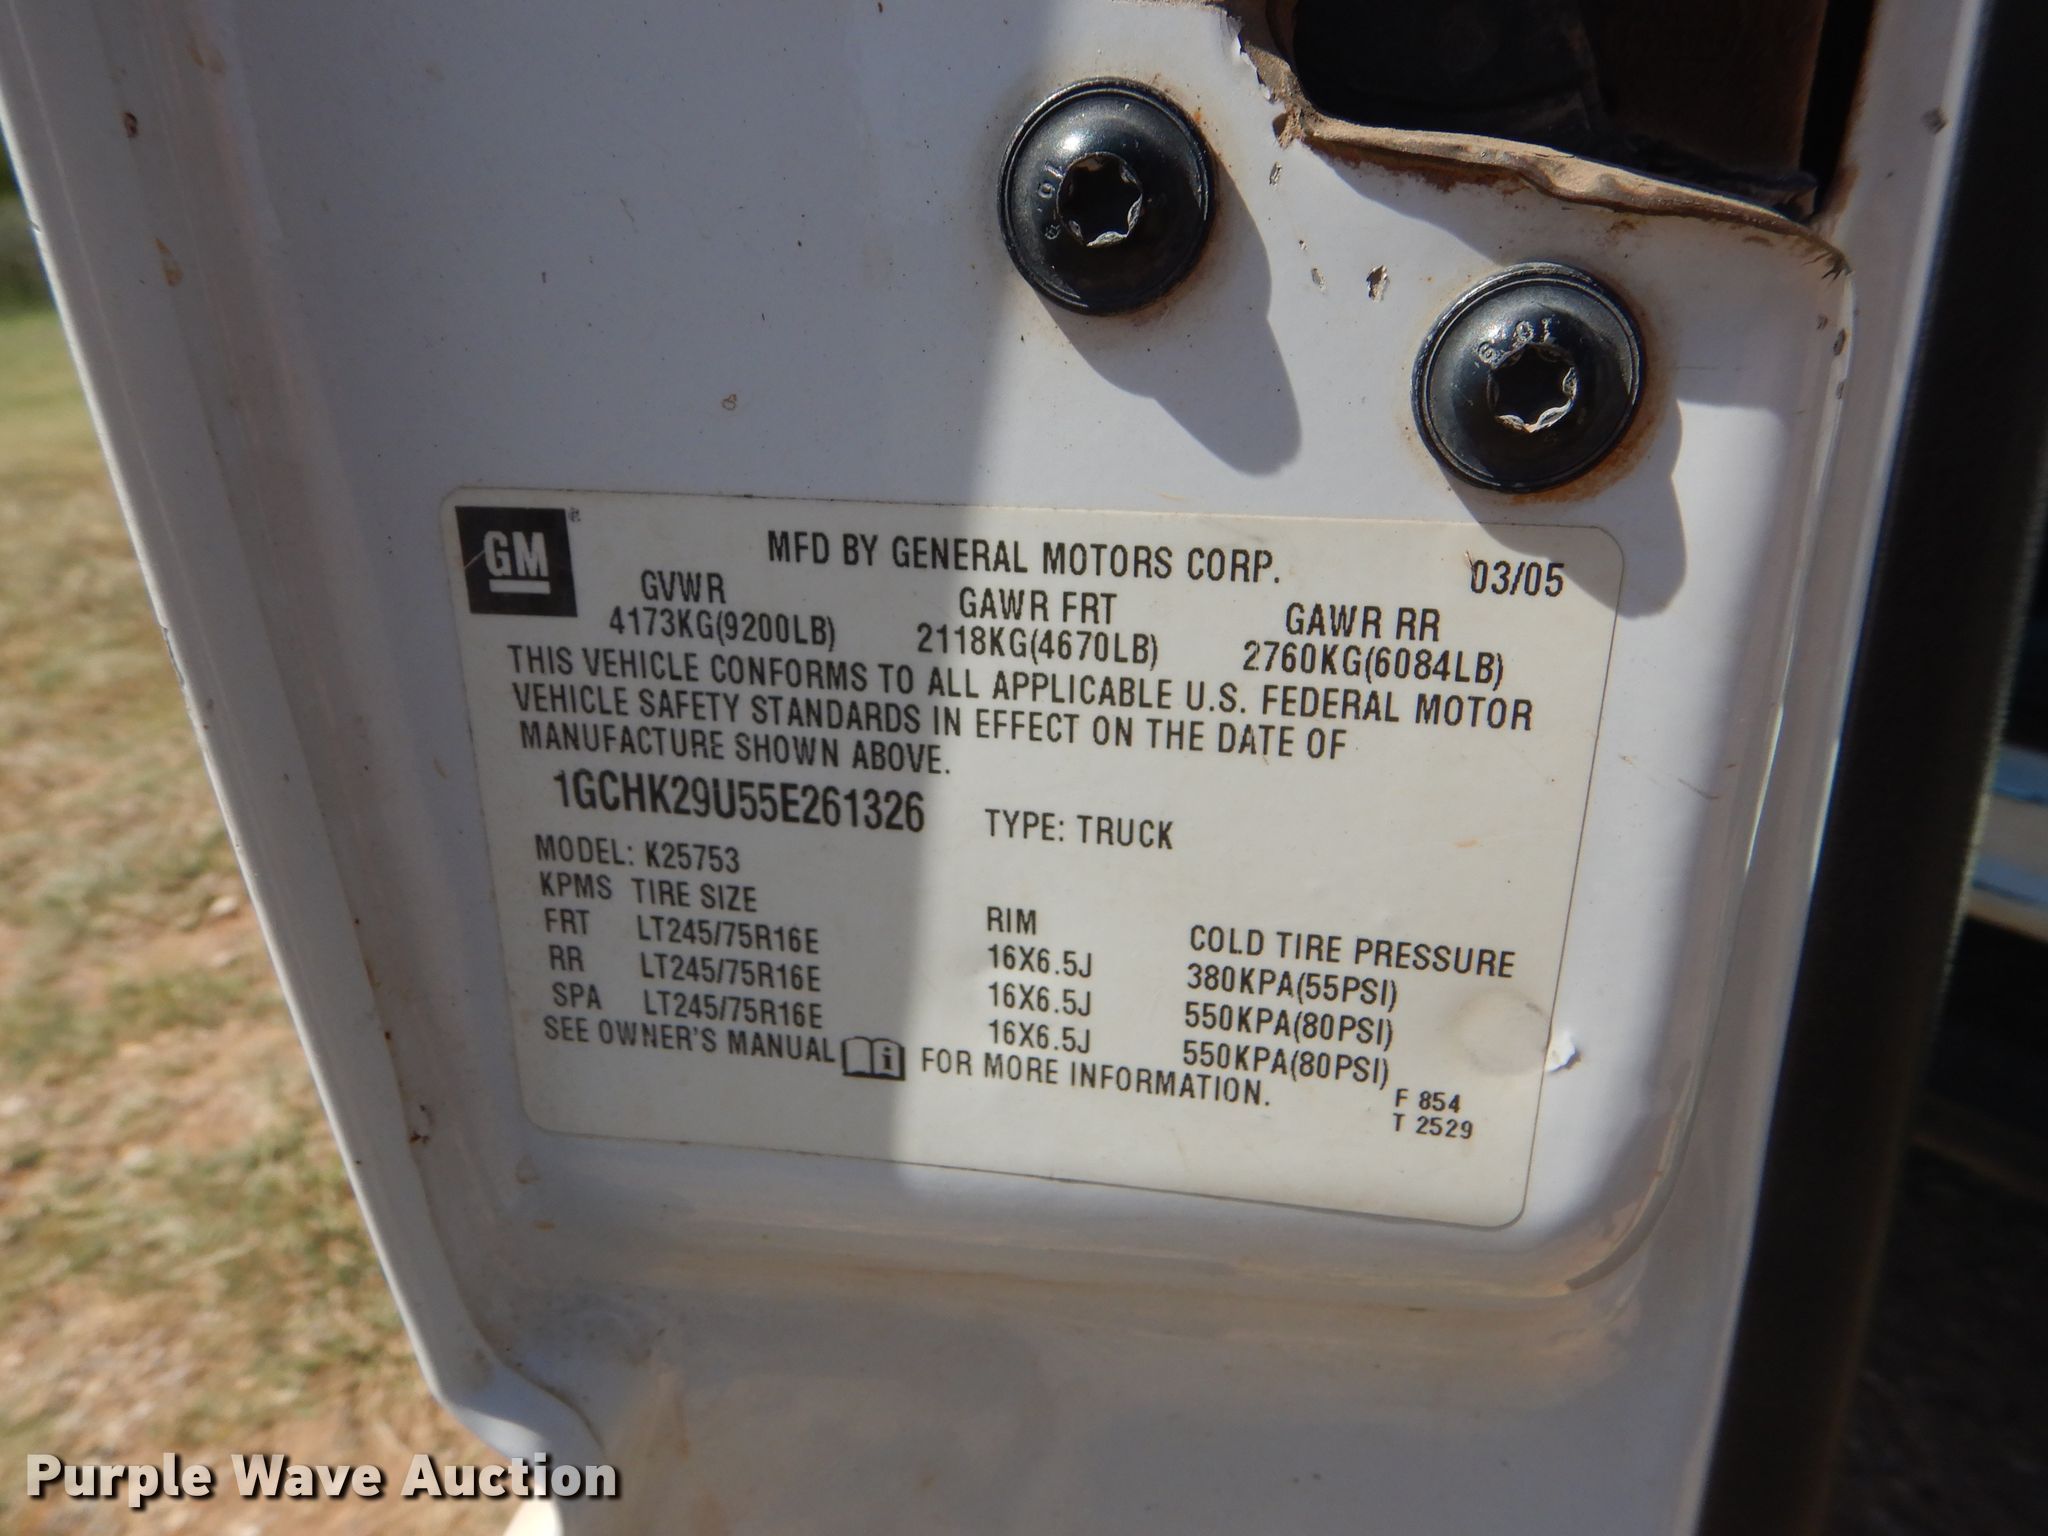 10.9
10.9
GM
MFD BY GENERAL MOTORS CORP. 03/05
GVWR GAWR FRT GAWR RR
4173KG(9200LB) 2118KG(4670LB) 2760KG(6084LB)
THIS VEHICLE CONFORMS TO ALL APPLICABLE U.S. FEDERAL MOTOR
VEHICLE SAFETY STANDARDS IN EFFECT ON THE DATE OF
MANUFACTURE SHOWN ABOVE.
1GCHK29U55E261326 TYPE: TRUCK
MODEL: K25753
KPMS TIRE SIZE RIM COLD TIRE PRESSURE
FRT LT245/75R16E 16X6.5J 380KPA(55PSI)
RR LT245/75R16E 16X6.5J 550KPA(80PSI)
SPA LT245/75R16E 16X6.5J 550KPA(80PSI)
SEE OWNER'S MANUAL i FOR MORE INFORMATION.
F 854
T 2529
Purple Wave Auction